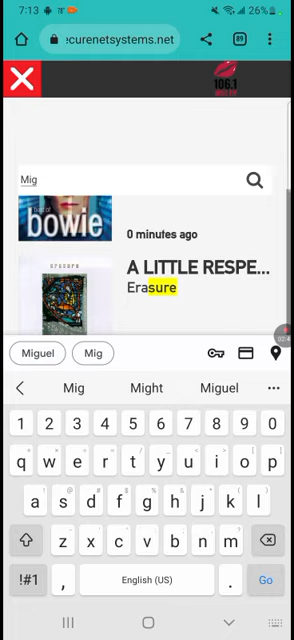 7:13
26%
:curenetsystems.net
89
106.1
Mig
bowie
0 minutes ago
ERASURE
A LITTLE RESPE...
Erasure
Miguel Mig
Mig Might Miguel
1 2 3 4 5 6 7 8 9 0
q w e r t y u i o p
a s d f g h j k l
z x c v b n m
!#1 , English (US) . Go